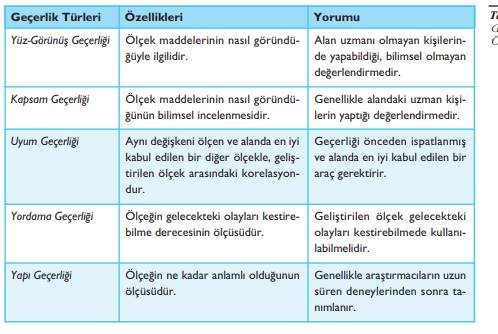 Geçerlik Türleri Özellikleri Yorumu
Yüz-Görünüş Geçerliği
Ölçek maddelerinin nasıl göründü-
ğüyle ilgilidir.
Alan uzmanı olmayan kişilerin-
de yapabildiği, bilimsel olmayan
değerlendirmedir.
Kapsam Geçerliği
Ölçek maddelerinin nasıl göründü-
ğünün bilimsel incelenmesidir.
Genellikle alandaki uzman kişi-
lerin yaptığı değerlendirmedir.
Uyum Geçerliği
Aynı değişkeni ölçen ve alanda en iyi
kabul edilen bir diğer ölçekle, geliş-
tirilen ölçek arasındaki korelasyon-
dur.
Geçerliği önceden ispatlanmış
ve alanda en iyi kabul edilen bir
araç gerektirir.
Yordama Geçerliği
Ölçeğin gelecekteki olayları kestire-
bilme derecesinin ölçüsüdür.
Geliştirilen ölçek gelecekteki
olayları kestirebilmede kullanı-
labilmelidir.
Yapı Geçerliği
Ölçeğin ne kadar anlamlı olduğunun
ölçüsüdür.
Genellikle araştırmacıların uzun
süren deneylerinden sonra ta-
nımlanır.